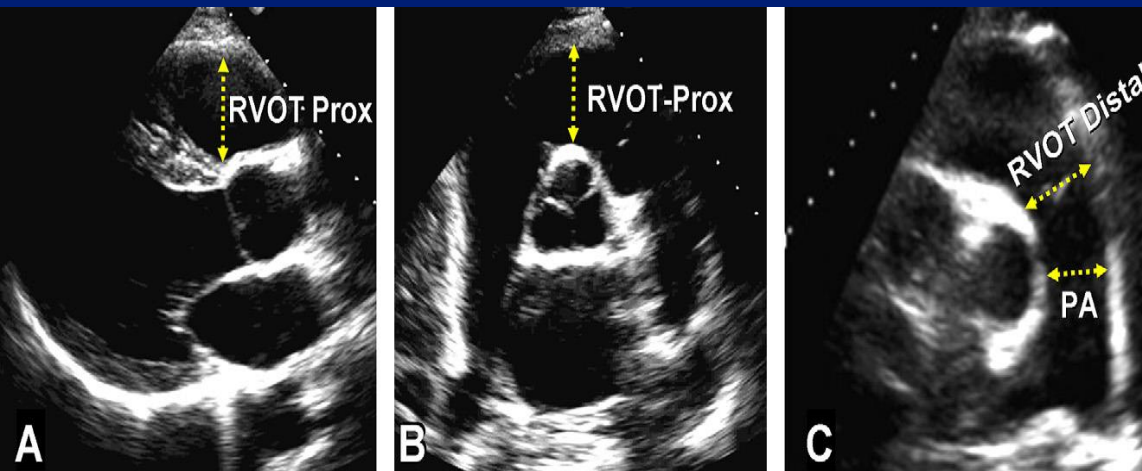 RVOT Prox
A
RVOT-Prox
B
RVOT Distal
PA
C